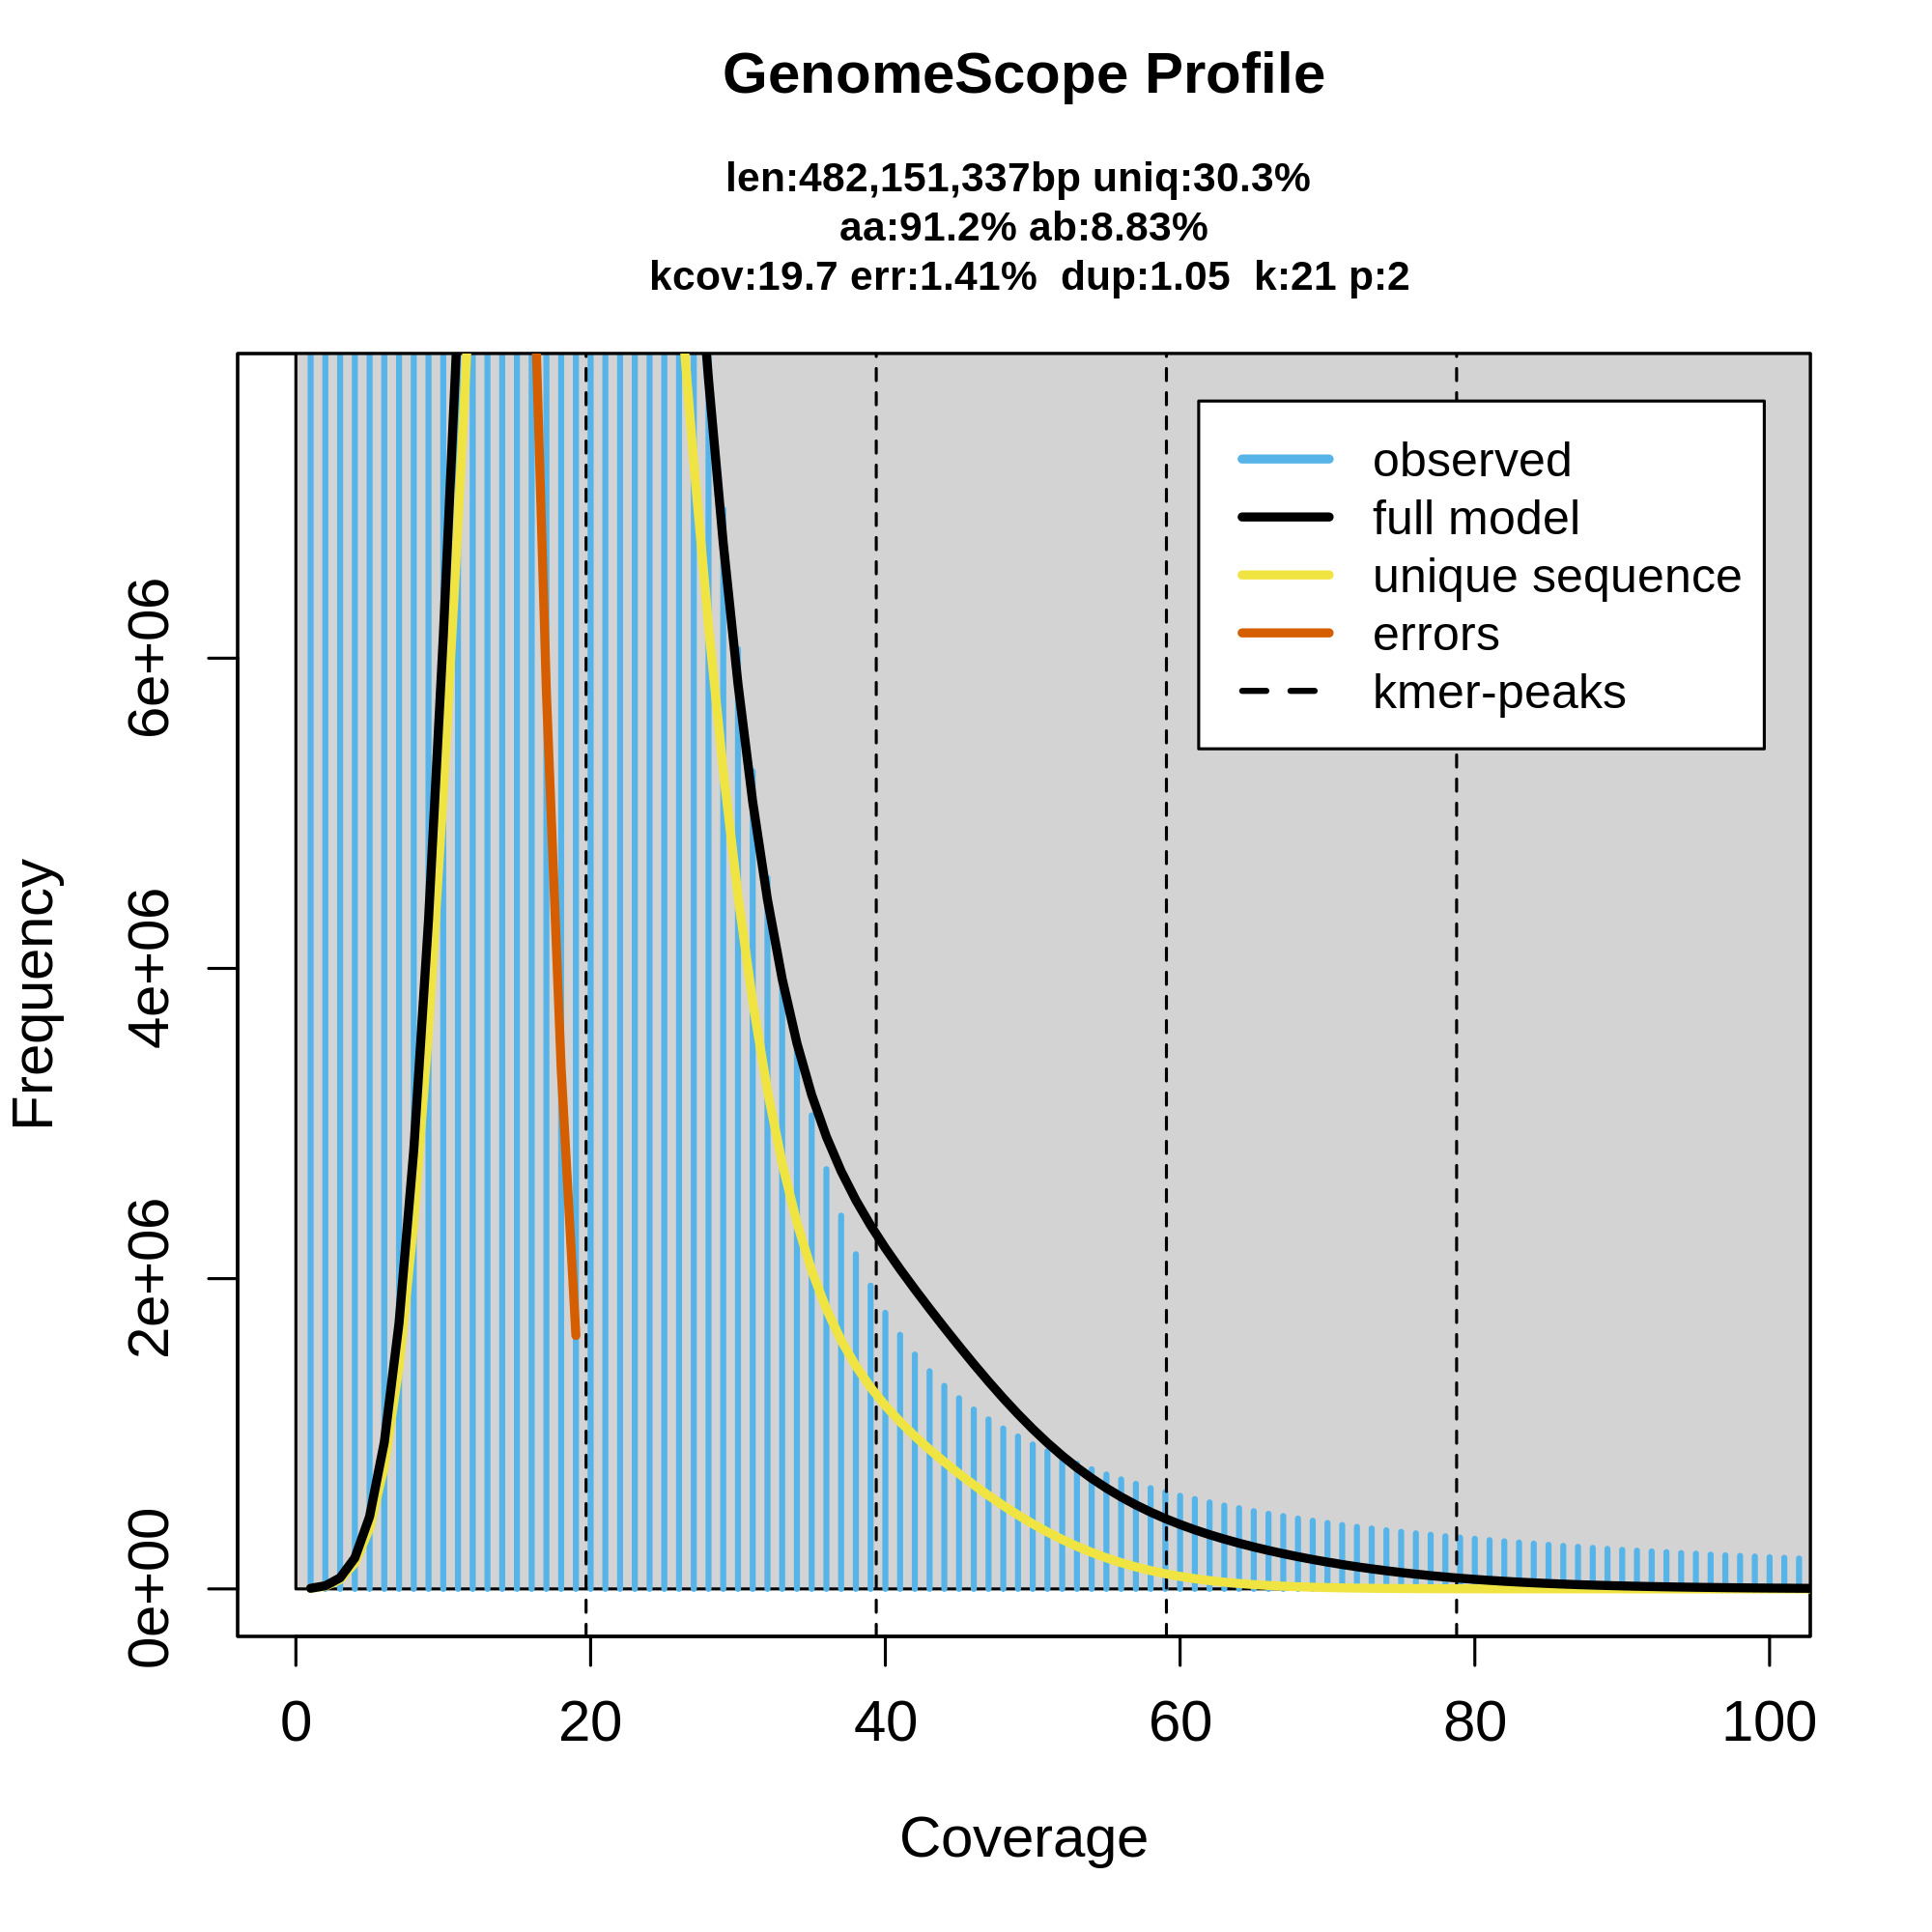 GenomeScope Profile
len:482,151,337bp uniq:30.3%
aa:91.2% ab:8.83%
kcov:19.7 err:1.41%  dup:1.05  k:21 p:2
observed
full model
unique sequence
errors
kmer-peaks
Frequency
6e+06
4e+06
2e+06
0e+00
0 20 40 60 80 100
Coverage